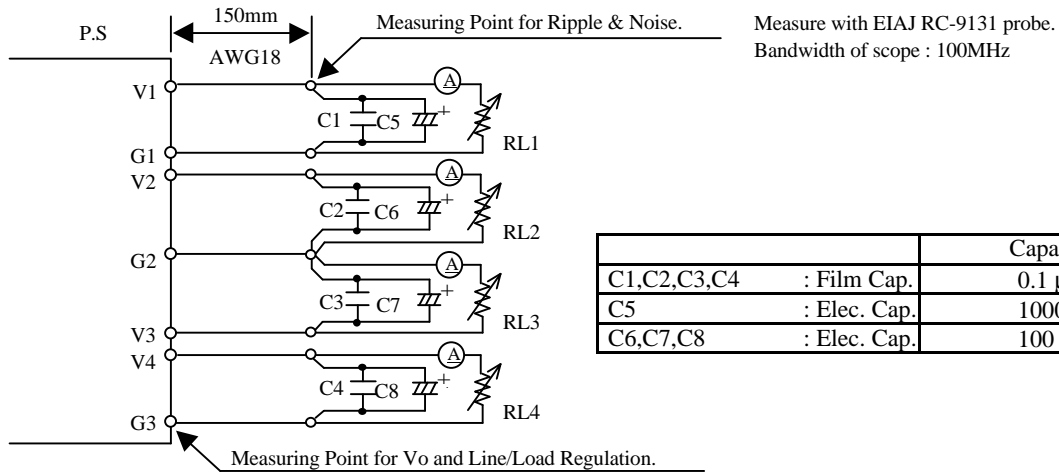 150mm
P.S
AWG18
Measuring Point for Ripple & Noise.
Measure with EIAJ RC-9131 probe.
Bandwidth of scope : 100MHz
V1
A
C1 C5 +
RL1
G1
V2
A
C2 C6 +
RL2
G2
A
C3 C7 +
RL3
V3
V4
A
C4 C8 +
RL4
G3
Measuring Point for Vo and Line/Load Regulation.
C1,C2,C3,C4 : Film Cap. 0.1
C5 : Elec. Cap. 1000
C6,C7,C8 : Elec. Cap. 100